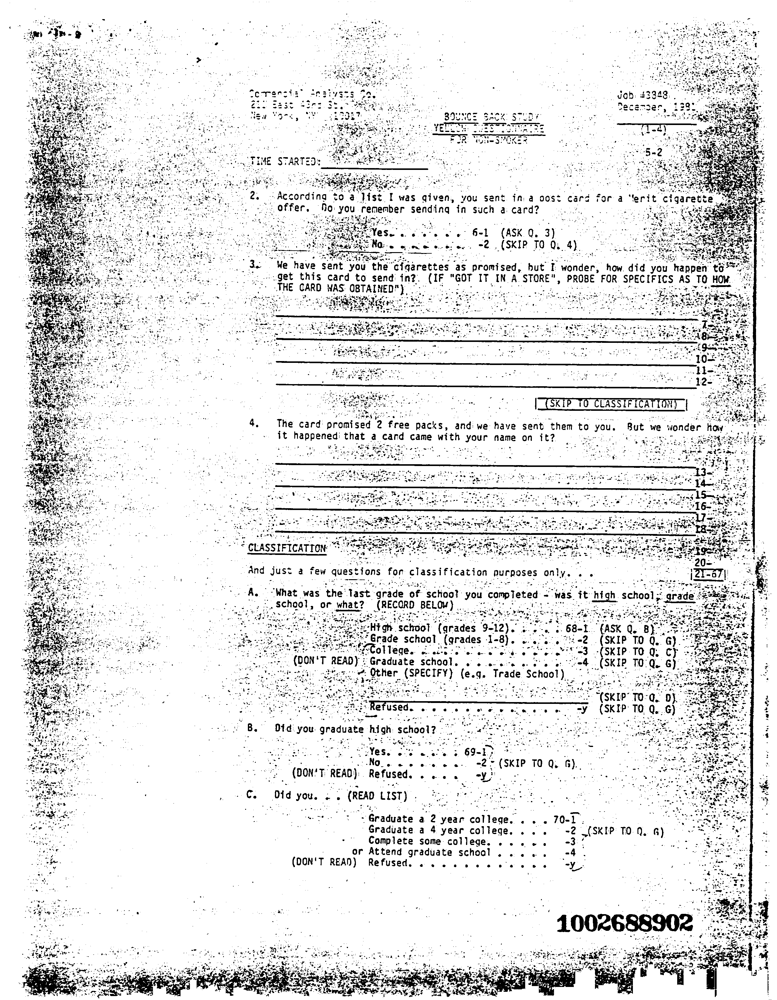 Commercial Analysts Co.
211 East 43rd St.
New York, NY 10017
Job #3348
December, 1981
BOUNCE BACK STUDY
YELLOW QUESTIONNAIRE
FOR NON-SMOKER
(1-4)
5-2
TIME STARTED:
2. According to a list I was given, you sent in a post card for a Merit cigarette
offer. Do you remember sending in such a card?
Yes. . . . . . . 6-1 (ASK Q. 3)
No . . . . . . . -2 (SKIP TO Q. 4)
3. We have sent you the cigarettes as promised, but I wonder, how did you happen to
get this card to send in? (IF "GOT IT IN A STORE", PROBE FOR SPECIFICS AS TO HOW
THE CARD WAS OBTAINED")
7-
8-
9-
10-
11-
12-
(SKIP TO CLASSIFICATION)
4. The card promised 2 free packs, and we have sent them to you. But we wonder how
it happened that a card came with your name on it?
13-
14-
15-
16-
17-
18-
CLASSIFICATION
19-
20-
And just a few questions for classification purposes only. . .
21-67
A. What was the last grade of school you completed - was it high school, grade
school, or what? (RECORD BELOW)
High school (grades 9-12). . . . . 68-1 (ASK Q. B)
Grade school (grades 1-8). . . . . -2 (SKIP TO Q. G)
College. . . . . . . . . . . . . . -3 (SKIP TO Q. C)
(DON'T READ) Graduate school. . . . . . . . . . -4 (SKIP TO Q. G)
Other (SPECIFY) (e.g. Trade School)
(SKIP TO Q. D)
Refused. . . . . . . . . . . . . . -y (SKIP TO Q. G)
B. Did you graduate high school?
Yes. . . . . . . 69-1
No . . . . . . . -2 (SKIP TO Q. G)
(DON'T READ) Refused. . . . . -y
C. Did you. . . (READ LIST)
Graduate a 2 year college. . . . 70-1
Graduate a 4 year college. . . . -2 (SKIP TO Q. G)
Complete some college. . . . . . -3
or Attend graduate school . . . . . -4
(DON'T READ) Refused. . . . . . . . . . . . . -y
1002688902